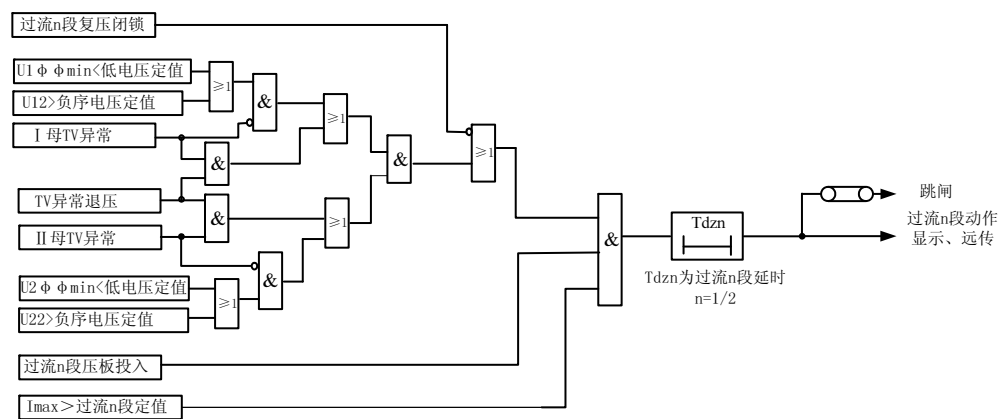 过流n段复压闭锁
U1ΦΦmin<低电压定值
U12>负序电压定值
≥1
&
Ⅰ母TV异常
≥1
&
&
≥1
跳闸
TV异常退压
&
Tdzn
过流n段动作
显示、远传
Ⅱ母TV异常
≥1
&
&
Tdzn为过流n段延时
n=1/2
U2ΦΦmin<低电压定值
≥1
U22>负序电压定值
过流n段压板投入
Imax＞过流n段定值